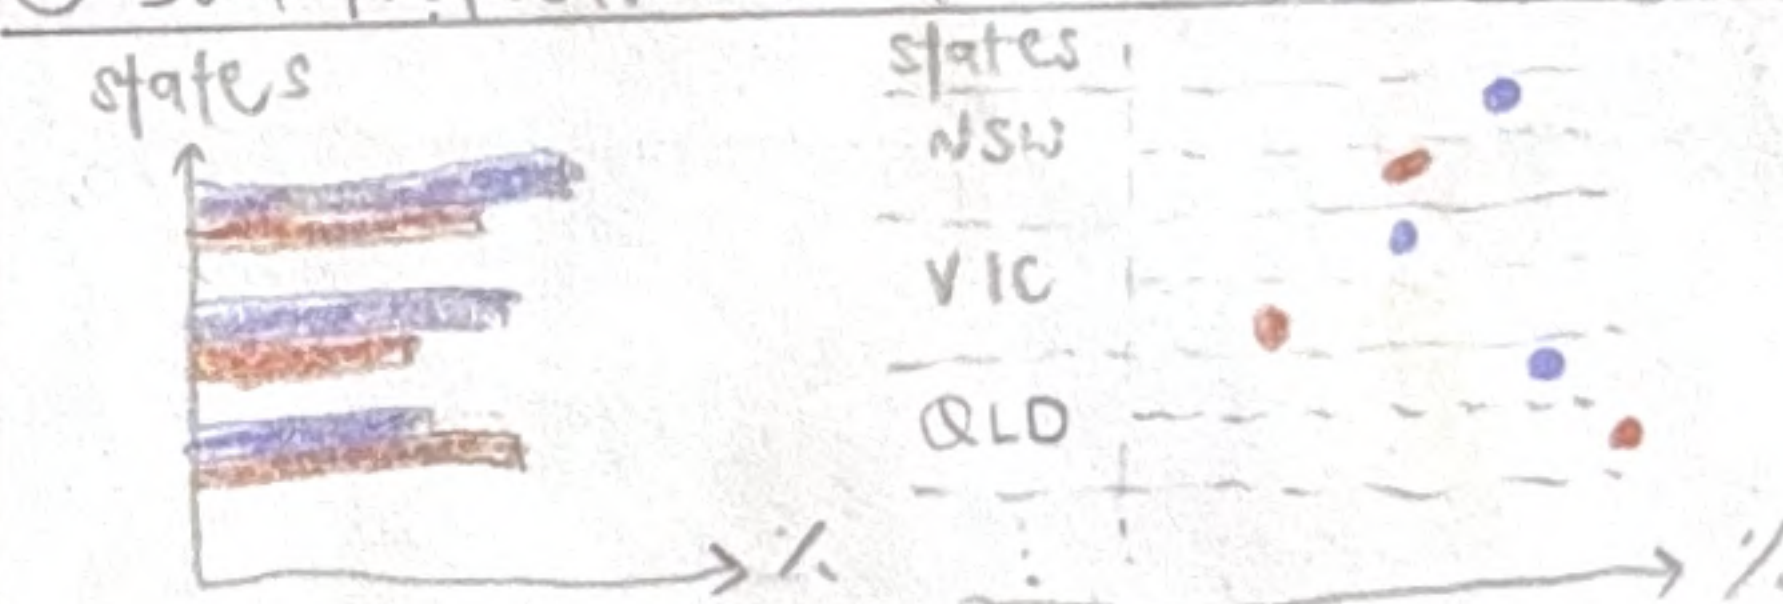 states
%
states
NSW
VIC
QLD
%